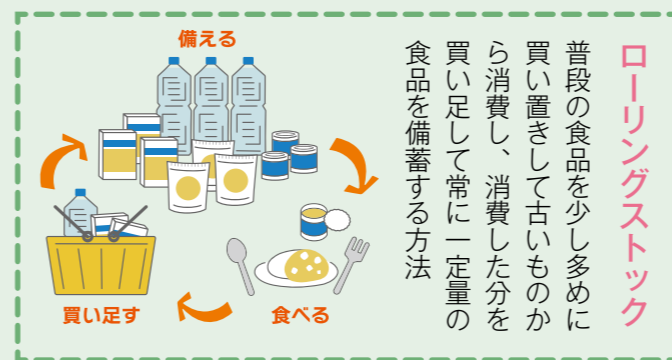 ローリングストック
普段の食品を少し多めに
買い置きして古いものか
ら消費し、消費した分を
買い足して常に一定量の
食品を備蓄する方法
備える
食べる
買い足す